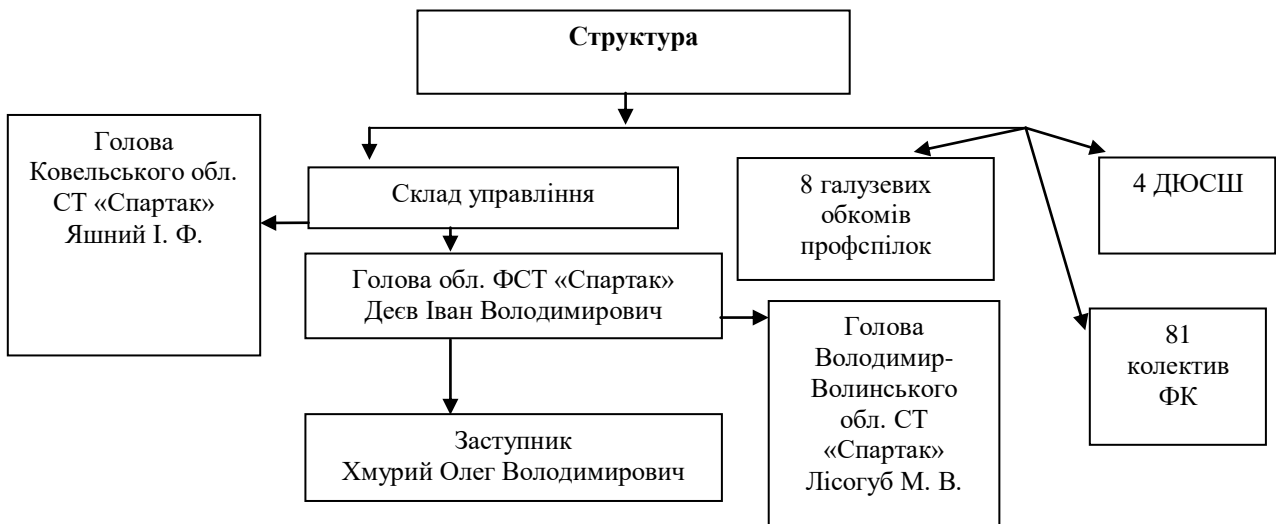 Структура
Голова
Ковельського обл.
СТ «Спартак»
Яшний І. Ф.
Склад управління
8 галузевих
обкомів
профспілок
4 ДЮСШ
Голова обл. ФСТ «Спартак»
Деєв Іван Володимирович
Голова
Володимир-
Волинського
обл. СТ
«Спартак»
Лісогуб М. В.
81
колектив
ФК
Заступник
Хмурий Олег Володимирович